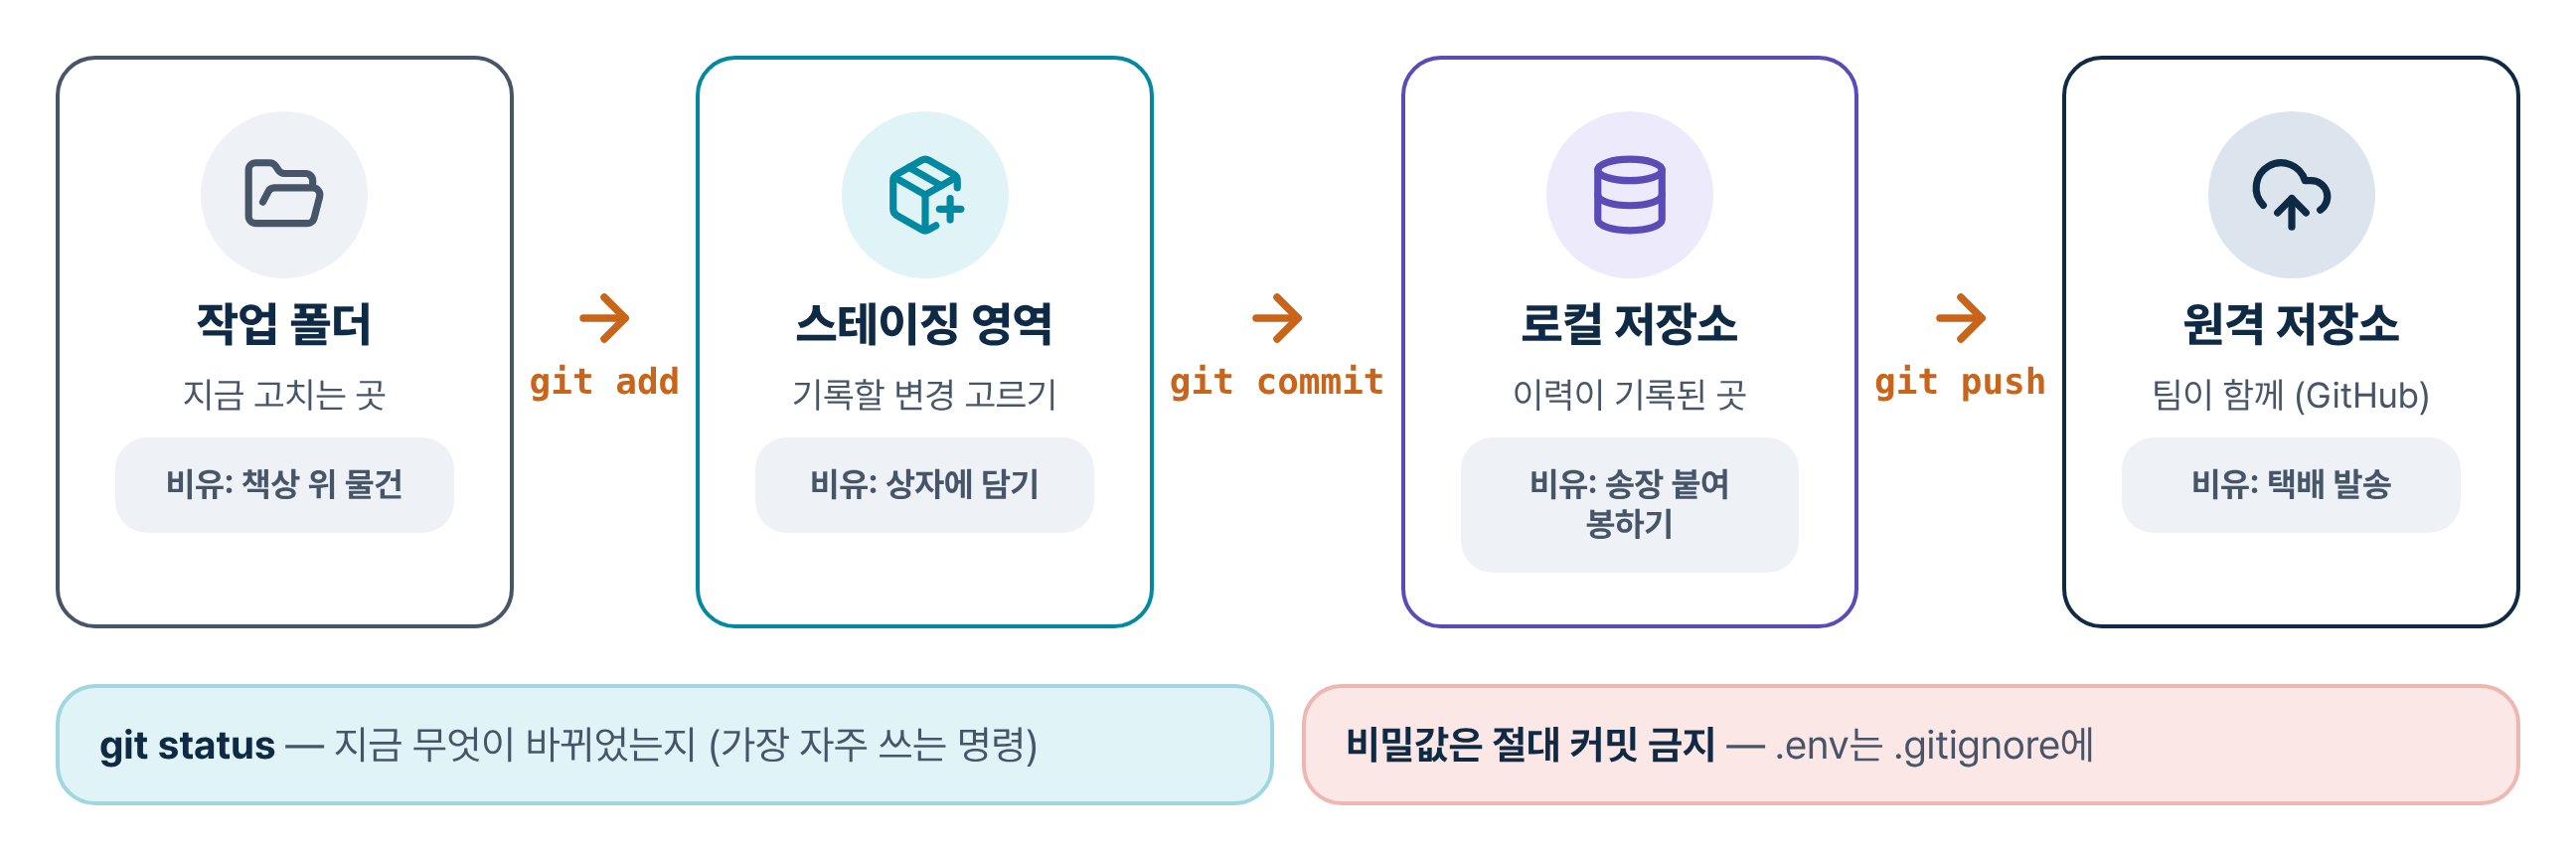 작업 폴더
지금 고치는 곳
비유: 책상 위 물건
git add
스테이징 영역
기록할 변경 고르기
비유: 상자에 담기
git commit
로컬 저장소
이력이 기록된 곳
비유: 송장 붙여
봉하기
git push
원격 저장소
팀이 함께 (GitHub)
비유: 택배 발송
git status — 지금 무엇이 바뀌었는지 (가장 자주 쓰는 명령)
비밀값은 절대 커밋 금지 — .env는 .gitignore에